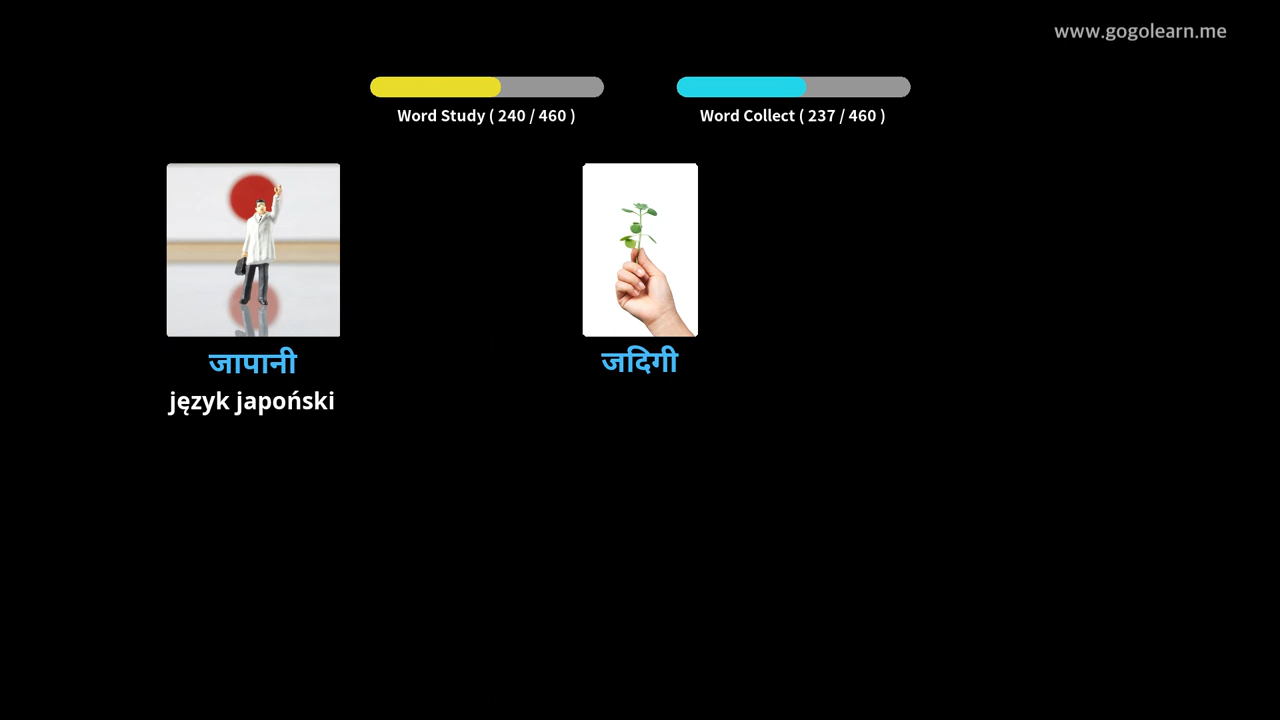 www.gogolearn.me
Word Study ( 240 / 460 )
Word Collect ( 237 / 460 )
जापानी
język japoński
जदिगी